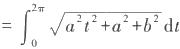 = ∫₀^{2π} √(a²t²+a²+b²) dt